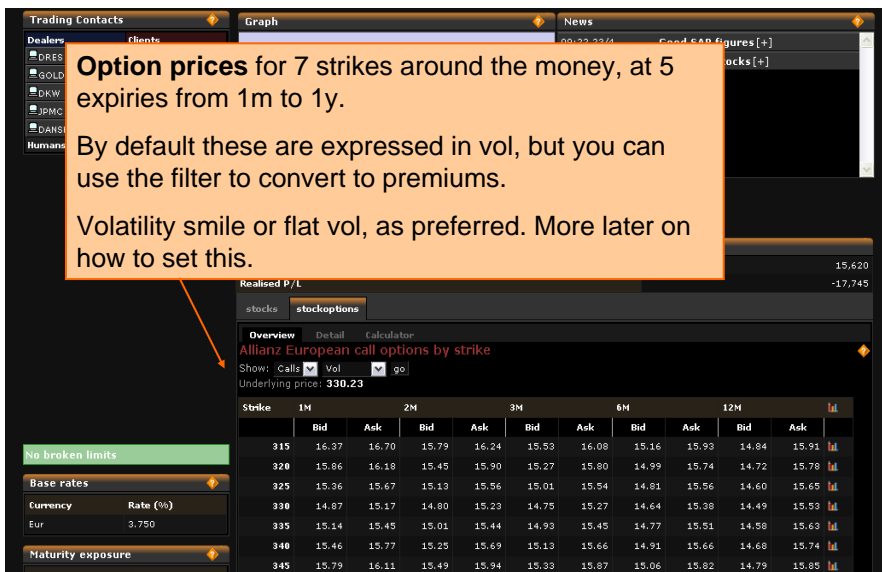 Trading Contacts
Graph
News
Dealers Clients
DRES
GOLD
DKW
JPMC
DANS
Humans
09:33 23/4 Good SAP figures[+]
ocks[+]
Option prices for 7 strikes around the money, at 5
expiries from 1m to 1y.
By default these are expressed in vol, but you can
use the filter to convert to premiums.
Volatility smile or flat vol, as preferred. More later on
how to set this.
15,620
Realised P/L -17,745
stocks stockoptions
Overview Detail Calculator
Allianz European call options by strike
Show: Calls Vol go
Underlying price: 330.23
Strike 1M 2M 3M 6M 12M
Bid Ask Bid Ask Bid Ask Bid Ask Bid Ask
315 16.37 16.70 15.79 16.24 15.53 16.08 15.16 15.93 14.84 15.91
320 15.86 16.18 15.45 15.90 15.27 15.80 14.99 15.74 14.72 15.78
325 15.36 15.67 15.13 15.56 15.01 15.54 14.81 15.56 14.60 15.65
330 14.87 15.17 14.80 15.23 14.75 15.27 14.64 15.38 14.49 15.53
335 15.14 15.45 15.01 15.44 14.93 15.45 14.77 15.51 14.58 15.63
340 15.46 15.77 15.25 15.69 15.13 15.66 14.91 15.66 14.68 15.74
345 15.79 16.11 15.49 15.94 15.33 15.87 15.06 15.82 14.79 15.85
No broken limits
Base rates
Currency Rate (%)
Eur 3.750
Maturity exposure